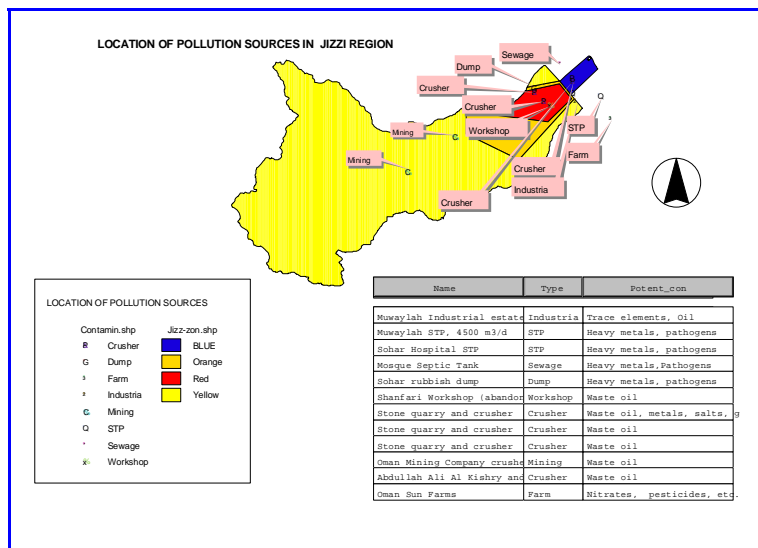 LOCATION OF POLLUTION SOURCES IN JIZZI REGION
Sewage
Dump
Crusher
Crusher
Workshop
STP
Farm
Crusher
Industria
Crusher
Mining
Mining
LOCATION OF POLLUTION SOURCES
Contamin.shp Jizz-zon.shp
Crusher BLUE
Dump Orange
Farm Red
Industria Yellow
Mining
STP
Sewage
Workshop
Name Type Potent_con
Muwaylah Industrial estate Industria Trace elements, Oil
Muwaylah STP, 4500 m3/d STP Heavy metals, pathogens
Sohar Hospital STP STP Heavy metals, pathogens
Mosque Septic Tank Sewage Heavy metals,Pathogens
Sohar rubbish dump Dump Heavy metals, pathogens
Shanfari Workshop (abandon Workshop Waste oil
Stone quarry and crusher Crusher Waste oil, metals, salts, g
Stone quarry and crusher Crusher Waste oil
Stone quarry and crusher Crusher Waste oil
Oman Mining Company crushe Mining Waste oil
Abdullah Ali Al Kishry and Crusher Waste oil
Oman Sun Farms Farm Nitrates, pesticides, etc.